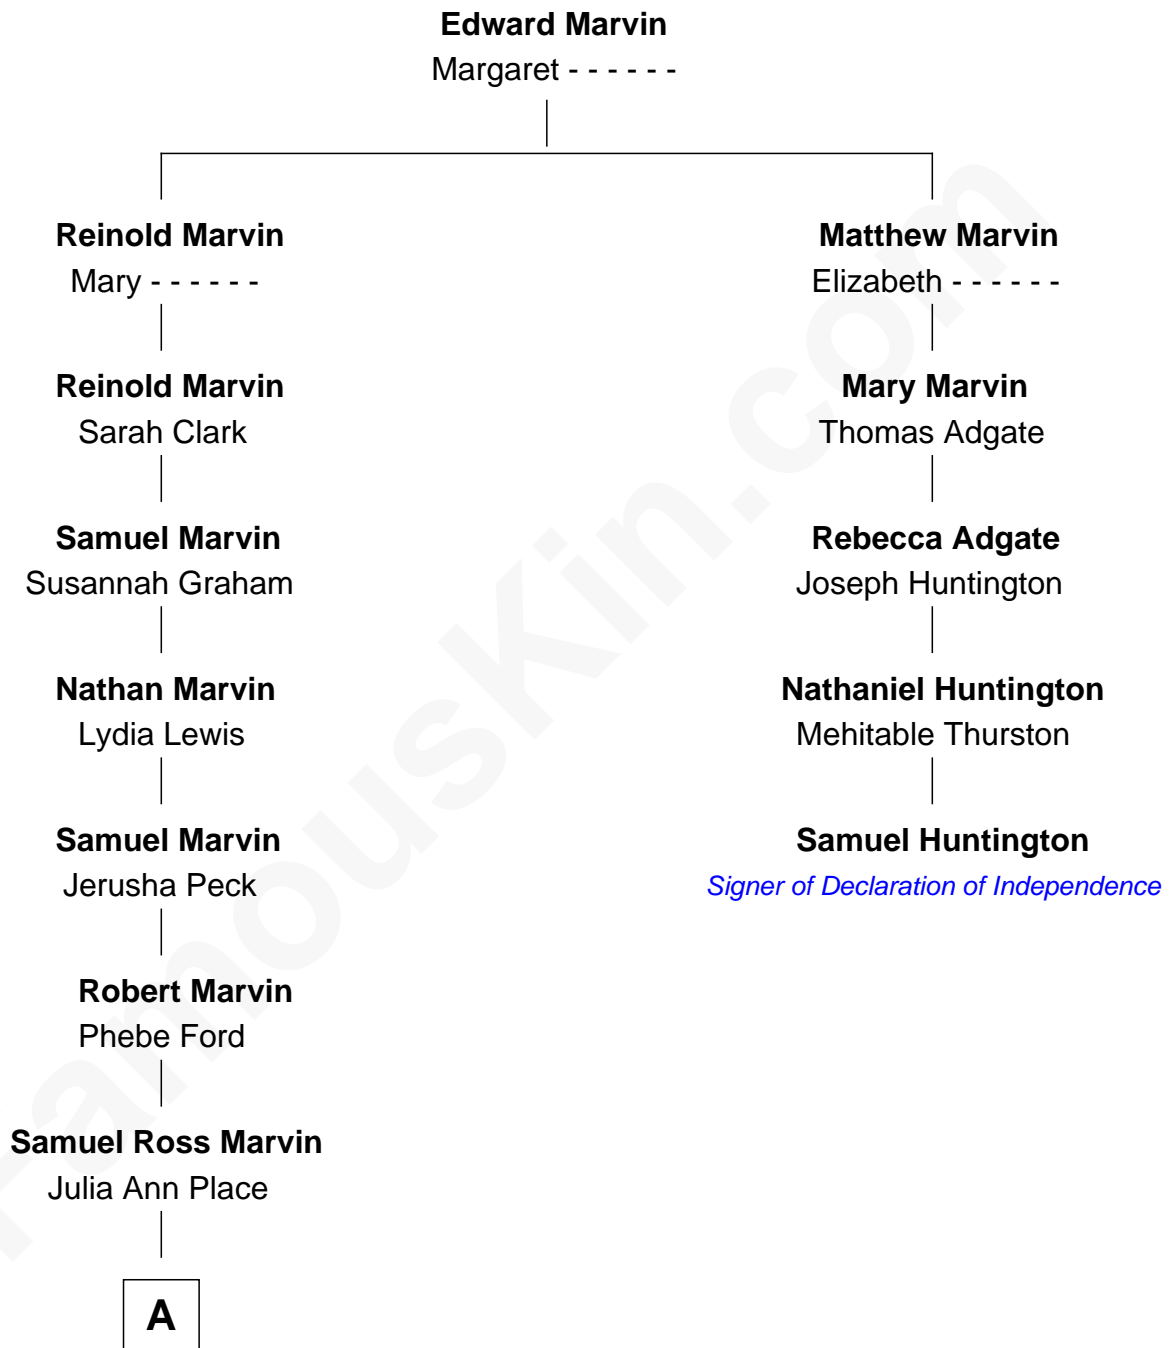 Edward Marvin
Margaret - - - - - -
Reinold Marvin
Mary - - - - - -
Reinold Marvin
Sarah Clark
Samuel Marvin
Susannah Graham
Nathan Marvin
Lydia Lewis
Samuel Marvin
Jerusha Peck
Robert Marvin
Phebe Ford
Samuel Ross Marvin
Julia Ann Place
A
Matthew Marvin
Elizabeth - - - - - -
Mary Marvin
Thomas Adgate
Rebecca Adgate
Joseph Huntington
Nathaniel Huntington
Mehitable Thurston
Samuel Huntington
Signer of Declaration of Independence
FamousKin.com